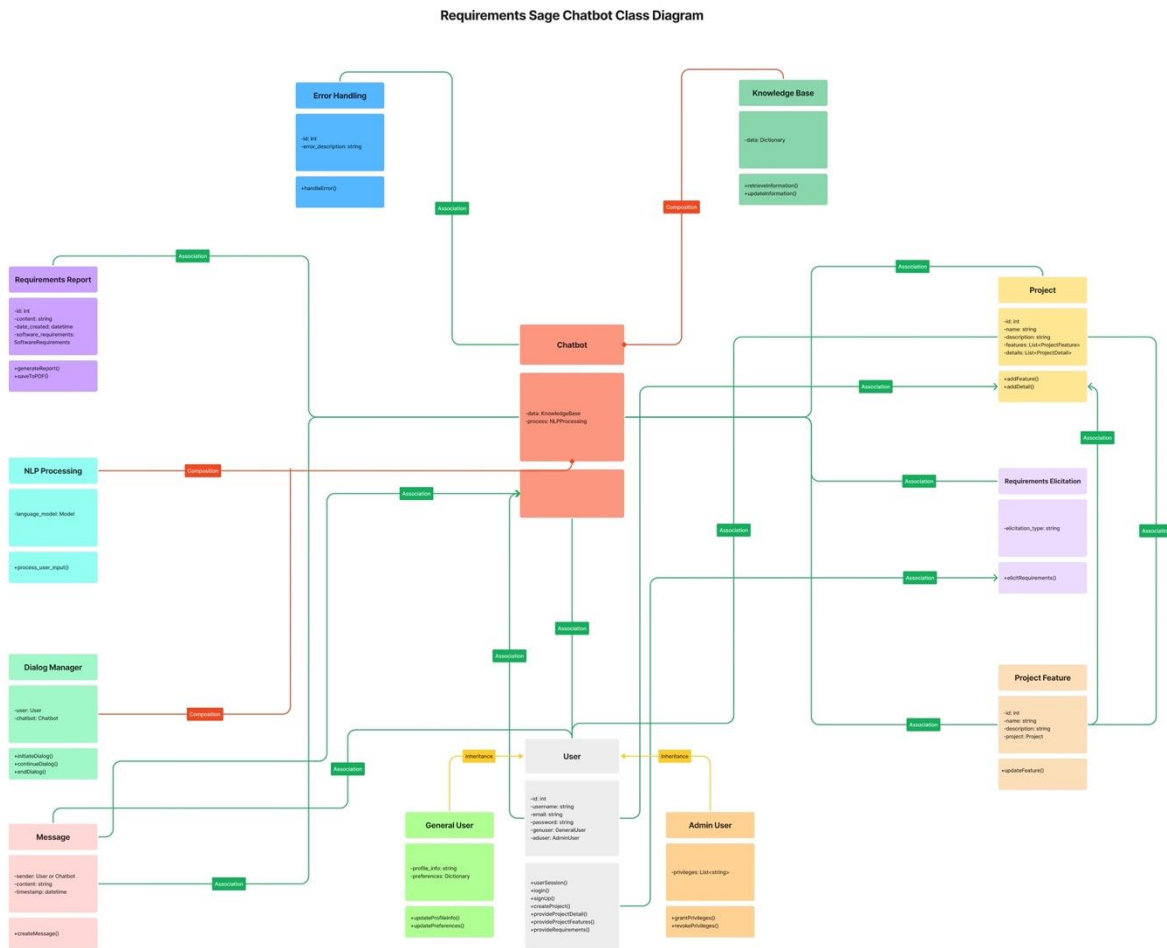 Requirements Sage Chatbot Class Diagram
Error Handling
-id: int
-error_description: string
+handleError()
Knowledge Base
-data: Dictionary
+retrieveInformation()
+updateInformation()
Association
Composition
Association
Requirements Report
-id: int
-content: string
-date_created: datetime
-software_requirements:
SoftwareRequirements
+generateReport()
+saveToPDF()
Association
Project
-id: int
-name: string
-description: string
-features: List<ProjectFeature>
-details: List<ProjectDetail>
+addFeature()
+addDetail()
Association
Association
Chatbot
-data: KnowledgeBase
-process: NLPProcessing
NLP Processing
-language_model: Model
+process_user_input()
Composition
Association
Association
Association
Association
Requirements Elicitation
-elicitation_type: string
+elicitRequirements()
Association
Association
Association
Association
Dialog Manager
-user: User
-chatbot: Chatbot
+initiateDialog()
+continueDialog()
+endDialog()
Composition
Association
Project Feature
-id: int
-name: string
-description: string
-project: Project
+updateFeature()
Inheritance
Inheritance
User
-id: int
-username: string
-email: string
-password: string
-genuser: GeneralUser
-aduser: AdminUser
+userSession()
+login()
+signUp()
+createProject()
+provideProjectDetail()
+provideProjectFeatures()
+provideRequirements()
Association
General User
-profile_info: string
-preferences: Dictionary
+updateProfileInfo()
+updatePreferences()
Admin User
-privileges: List<string>
+grantPrivileges()
+revokePrivileges()
Message
-sender: User or Chatbot
-content: string
-timestamp: datetime
+createMessage()
Association